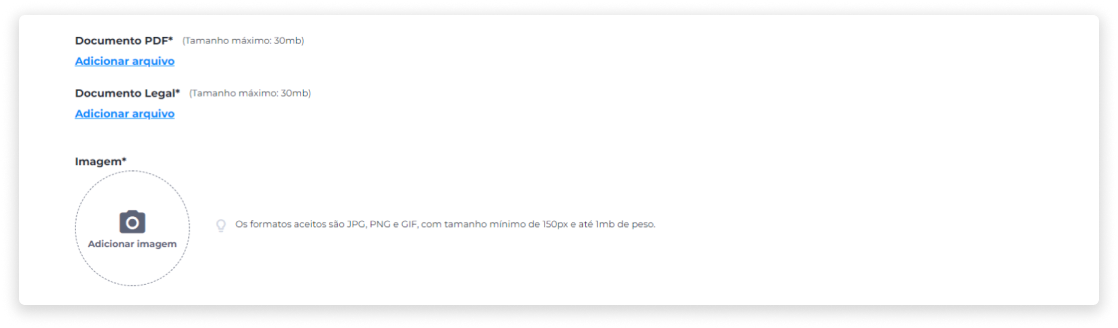 Documento PDF* (Tamanho máximo: 30mb)
Adicionar arquivo
Documento Legal* (Tamanho máximo: 30mb)
Adicionar arquivo
Imagem*
Adicionar imagem
Os formatos aceitos são JPG, PNG e GIF, com tamanho mínimo de 150px e até 1mb de peso.